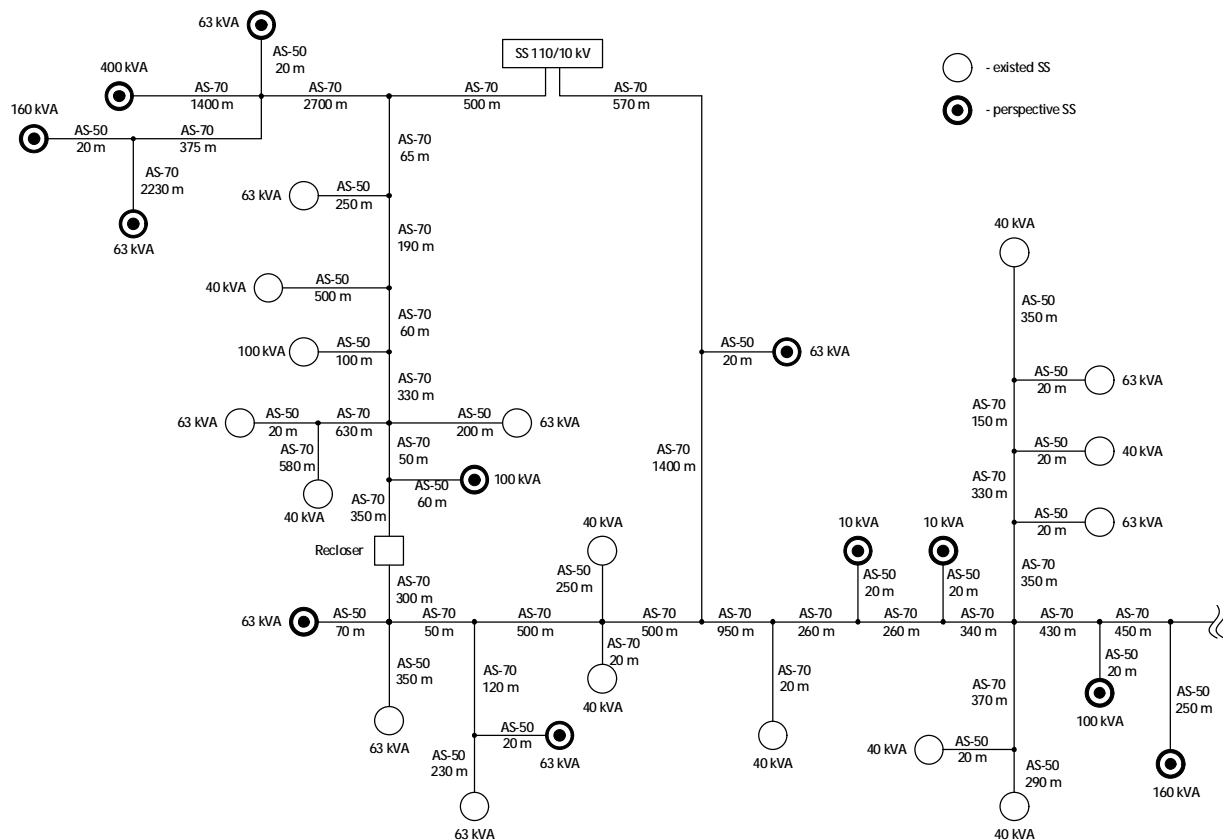 63 kVA
AS-50
20 m
SS 110/10 kV
- existed SS
- perspective SS
400 kVA
AS-70
1400 m
AS-70
2700 m
AS-70
500 m
AS-70
570 m
160 kVA
AS-50
20 m
AS-70
375 m
AS-70
2230 m
63 kVA
AS-70
65 m
63 kVA
AS-50
250 m
AS-70
190 m
40 kVA
AS-50
500 m
AS-70
60 m
100 kVA
AS-50
100 m
AS-70
330 m
63 kVA
AS-50
20 m
AS-70
630 m
AS-50
200 m
63 kVA
AS-70
580 m
40 kVA
AS-70
50 m
AS-50
60 m
100 kVA
AS-70
350 m
Recloser
AS-70
300 m
AS-50
20 m
63 kVA
AS-70
1400 m
40 kVA
AS-50
350 m
AS-50
20 m
63 kVA
AS-70
150 m
AS-50
20 m
40 kVA
AS-70
330 m
AS-50
20 m
63 kVA
AS-70
350 m
40 kVA
AS-50
250 m
10 kVA
AS-50
20 m
10 kVA
AS-50
20 m
63 kVA
AS-50
70 m
AS-70
50 m
AS-70
500 m
AS-70
500 m
AS-70
950 m
AS-70
260 m
AS-70
260 m
AS-70
340 m
AS-70
430 m
AS-70
450 m
AS-50
350 m
63 kVA
AS-70
120 m
AS-50
20 m
63 kVA
AS-50
230 m
63 kVA
AS-70
20 m
40 kVA
AS-70
20 m
40 kVA
AS-70
370 m
40 kVA
AS-50
20 m
AS-50
290 m
40 kVA
AS-50
20 m
100 kVA
AS-50
250 m
160 kVA